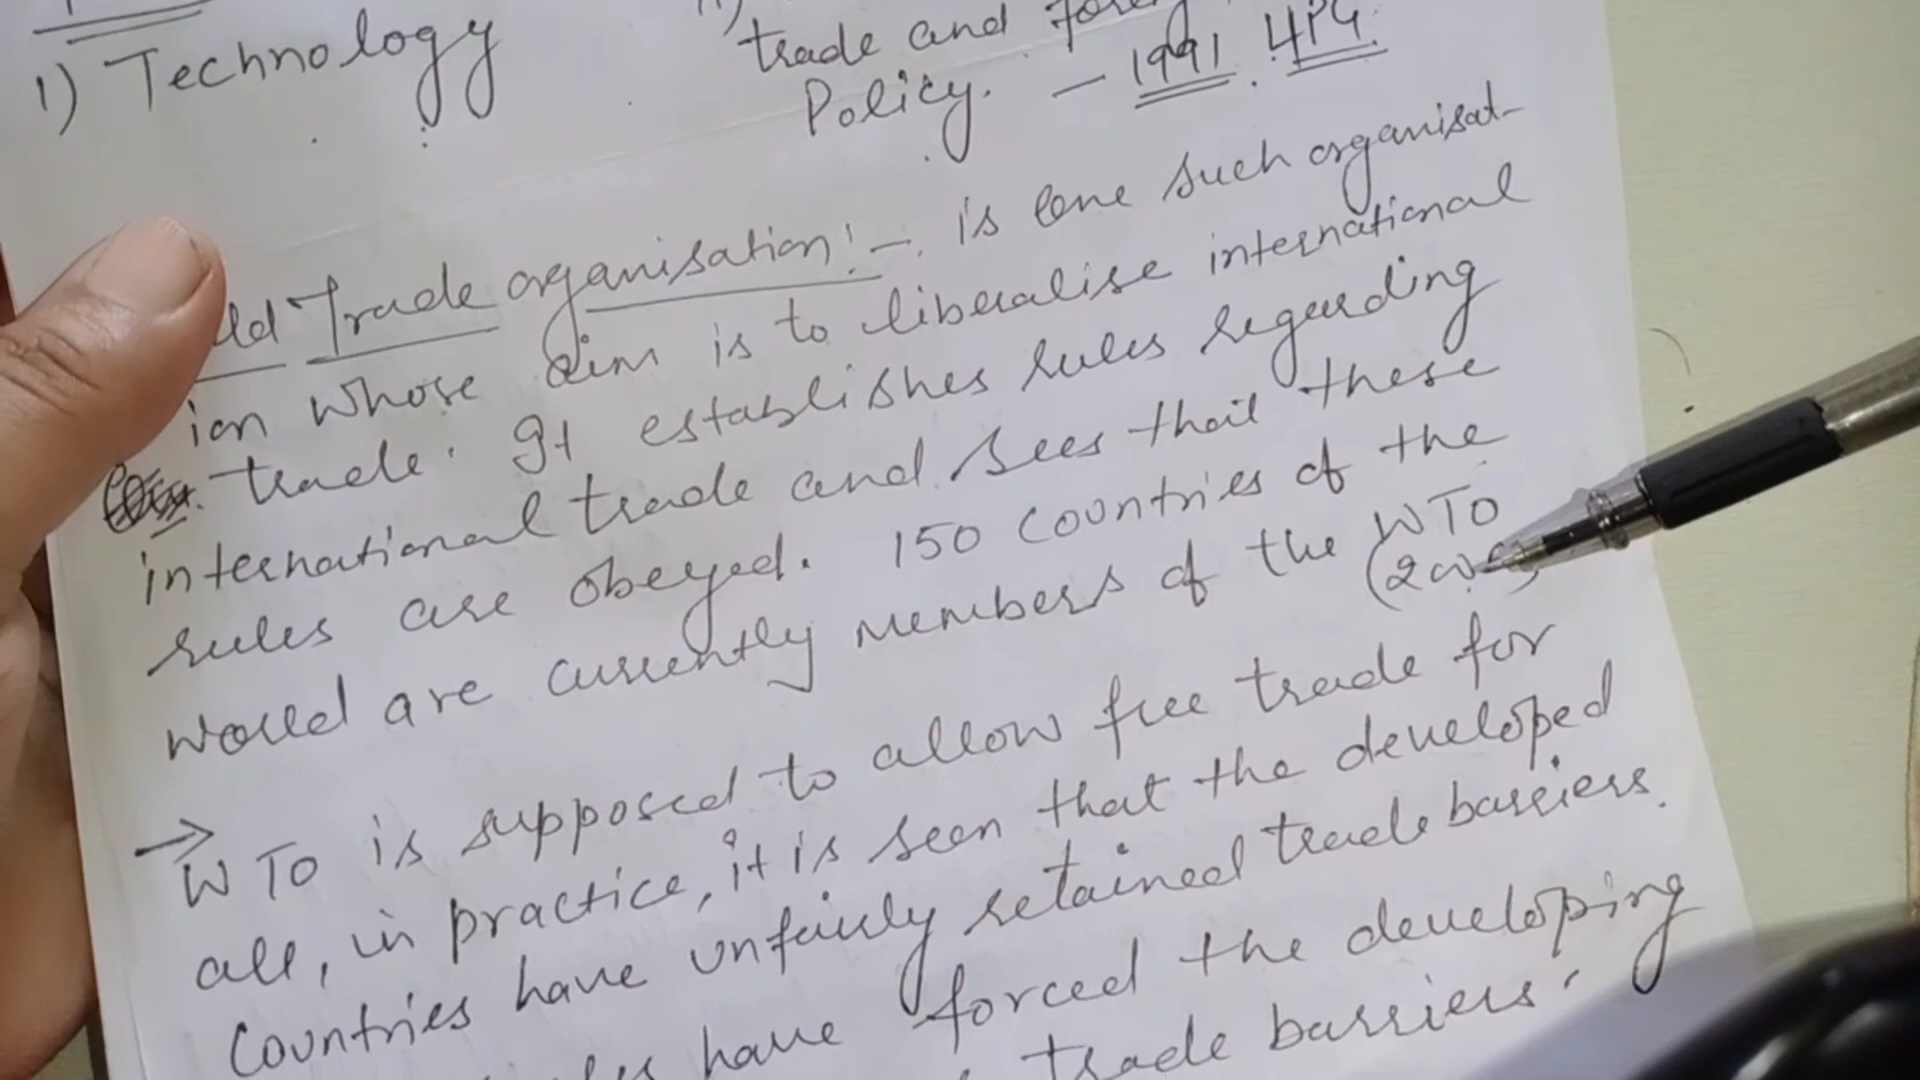 1) Technology
trade and
Policy. – 1991 LPG.
Trade organisation:- is one such organisat-
ion whose aim is to liberalise international
trade. It establishes rules regarding
international trade and sees that these
rules are obeyed. 150 countries of the
World are currently members of the WTO
→ WTO is supposed to allow free trade for
all, in practice, it is seen that the developed
Countries have unfairly retained trade barriers.
have forced the developing
trade barriers.